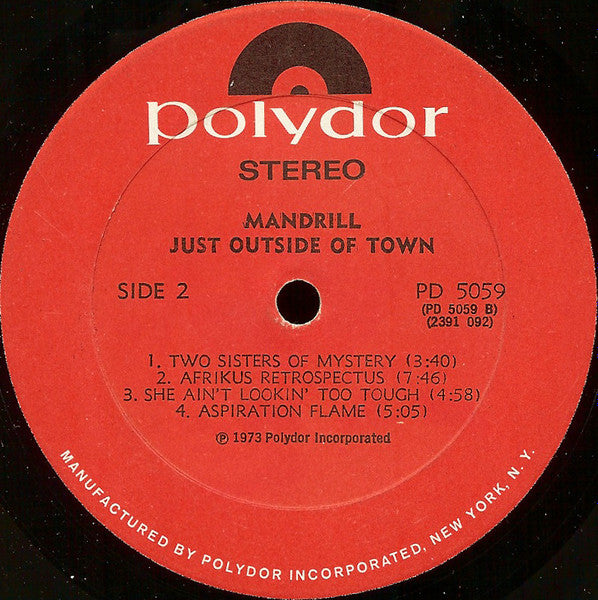 polydor
STEREO
MANDRILL
JUST OUTSIDE OF TOWN
SIDE 2
PD 5059
(PD 5059 B)
(2391 092)
1. TWO SISTERS OF MYSTERY (3:40)
2. AFRIKUS RETROSPECTUS (7:46)
3. SHE AIN'T LOOKIN' TOO TOUGH (4:58)
4. ASPIRATION FLAME (5:05)
℗ 1973 Polydor Incorporated
MANUFACTURED BY POLYDOR INCORPORATED, NEW YORK, N. Y.